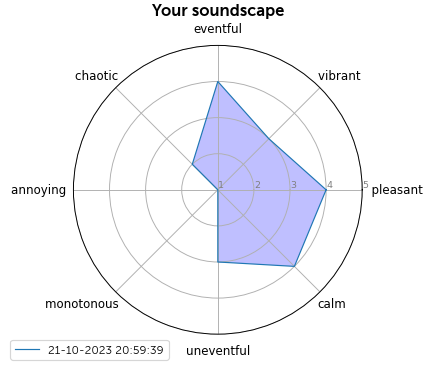 Your soundscape
eventful
chaotic
vibrant
annoying
1 2 3 4 5
pleasant
monotonous
calm
uneventful
21-10-2023 20:59:39